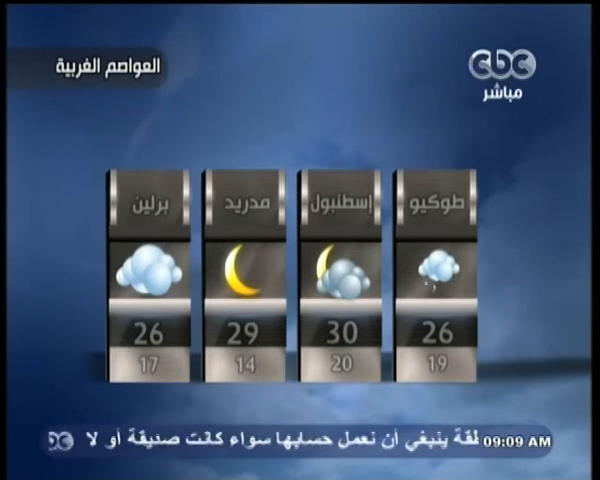 العواصم الغربية
cbc
مباشر
طوكيو
إسطنبول
مدريد
برلين
26
30
29
26
19
20
14
17
09:09 AM
ينبغي أن نعمل حسابها سواء كانت صديقة أو لا